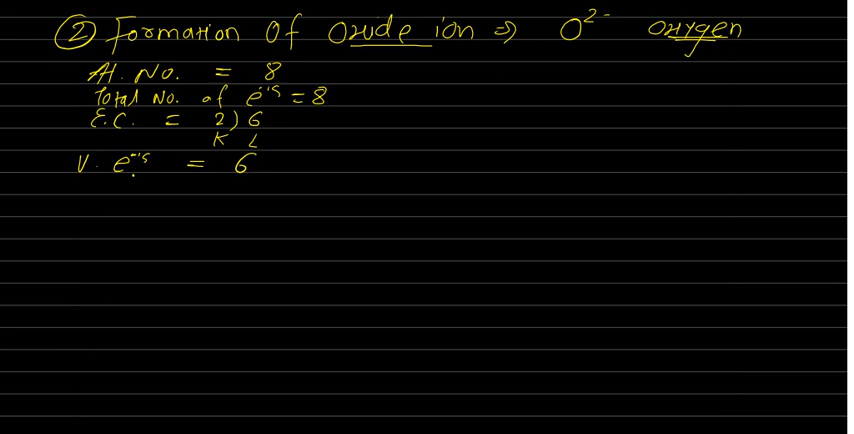 ② Formation Of Oxide ion ⇒ O²⁻ oxygen
At. No. = 8
Total No. of e⁻'s = 8
E.C. = 2) 6
K L
V. e⁻'s = 6